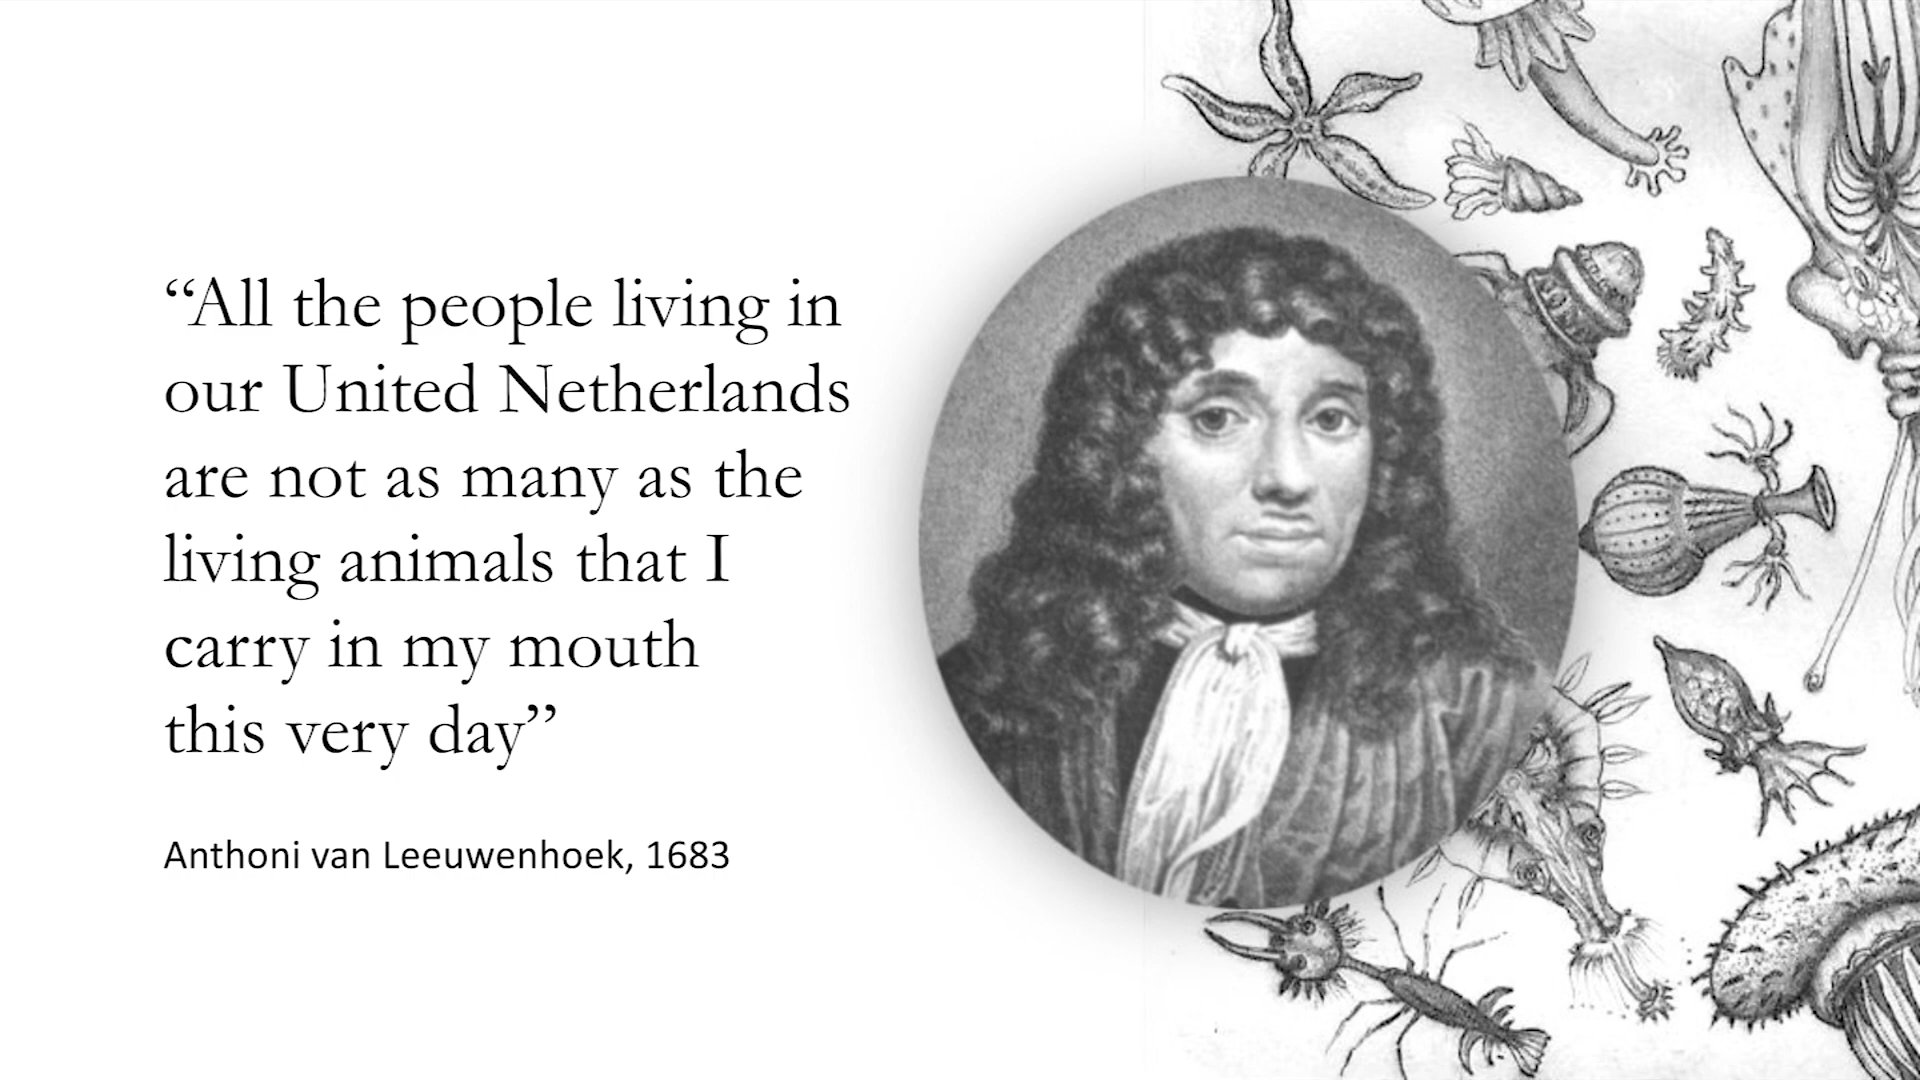 “All the people living in
our United Netherlands
are not as many as the
living animals that I
carry in my mouth
this very day”
Anthoni van Leeuwenhoek, 1683